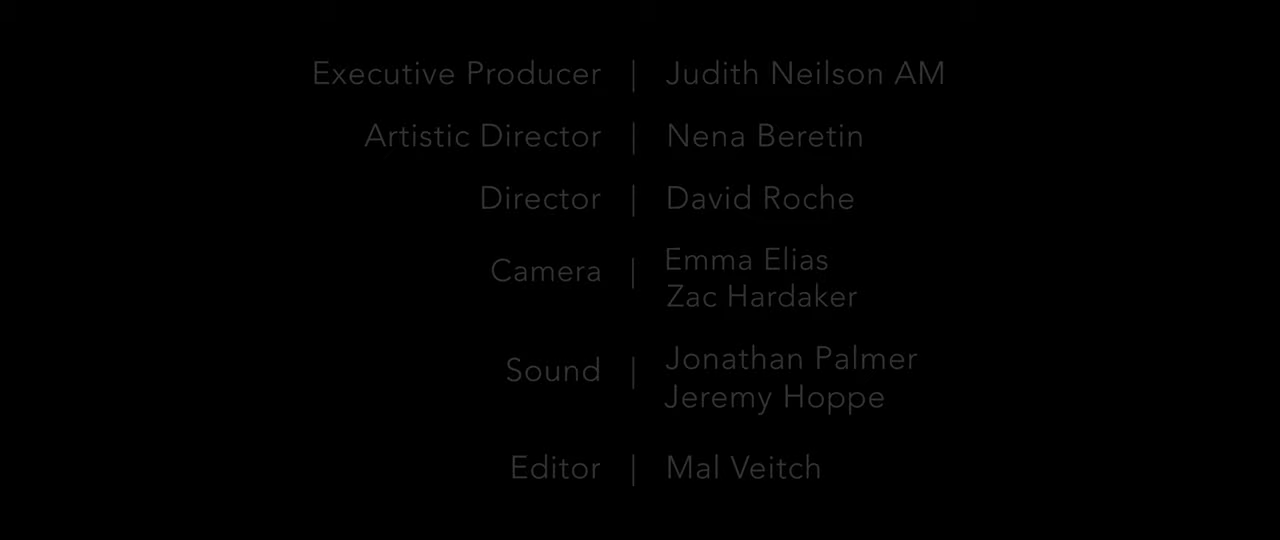 Executive Producer | Judith Neilson AM
Artistic Director | Nena Beretin
Director | David Roche
Camera | Emma Elias
Zac Hardaker
Sound | Jonathan Palmer
Jeremy Hoppe
Editor | Mal Veitch